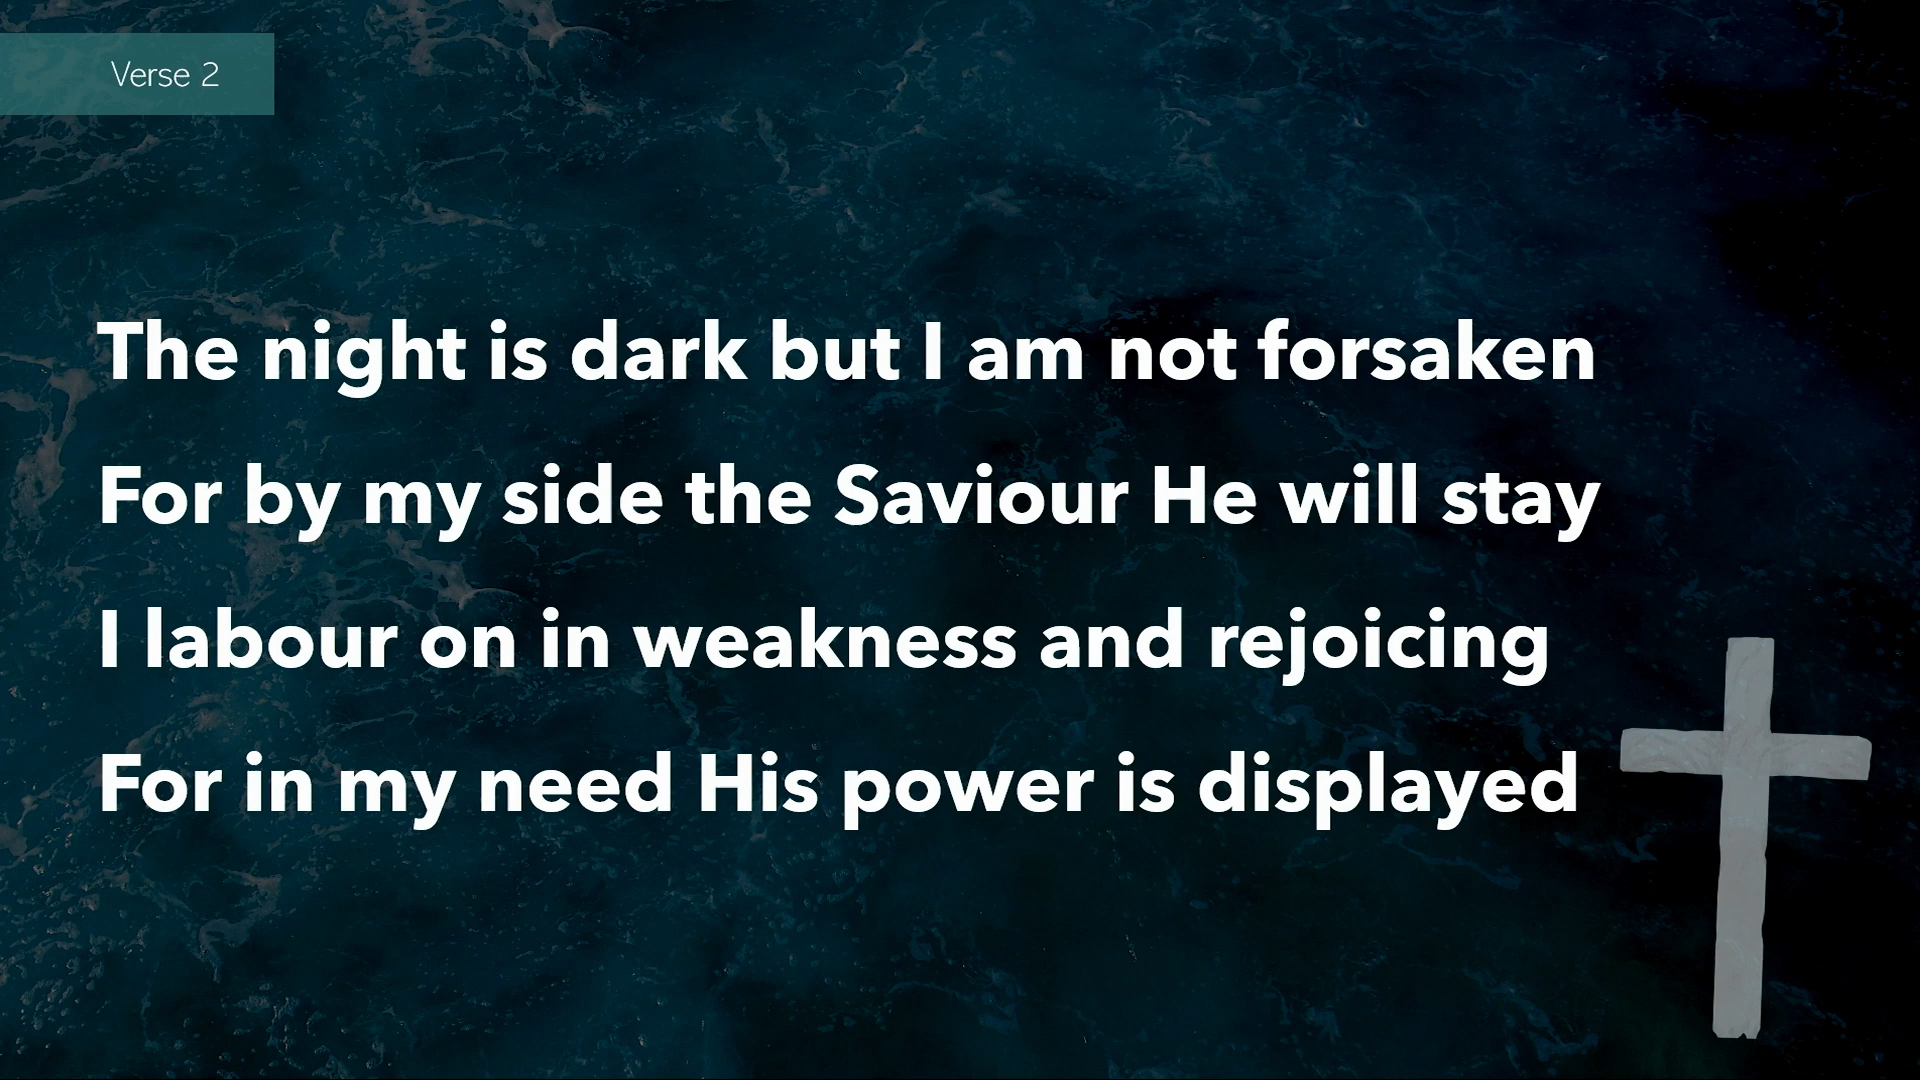 Verse 2
The night is dark but I am not forsaken
For by my side the Saviour He will stay
I labour on in weakness and rejoicing
For in my need His power is displayed